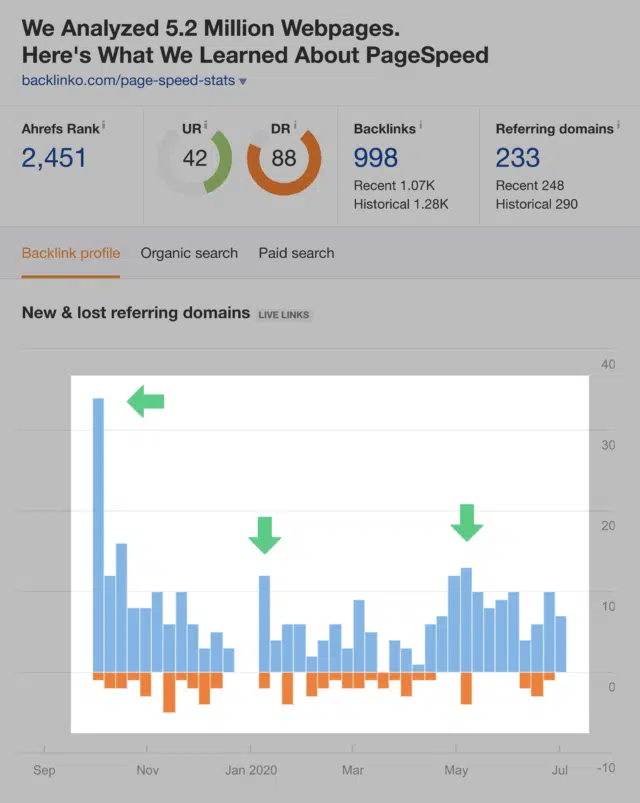 We Analyzed 5.2 Million Webpages.
Here's What We Learned About PageSpeed
backlinko.com/page-speed-stats
Ahrefs Rank i
2,451
UR i
42
DR i
88
Backlinks i
998
Recent 1.07K
Historical 1.28K
Referring domains i
233
Recent 248
Historical 290
Backlink profile Organic search Paid search
New & lost referring domains LIVE LINKS
40
30
20
10
0
-10
Sep Nov Jan 2020 Mar May Jul